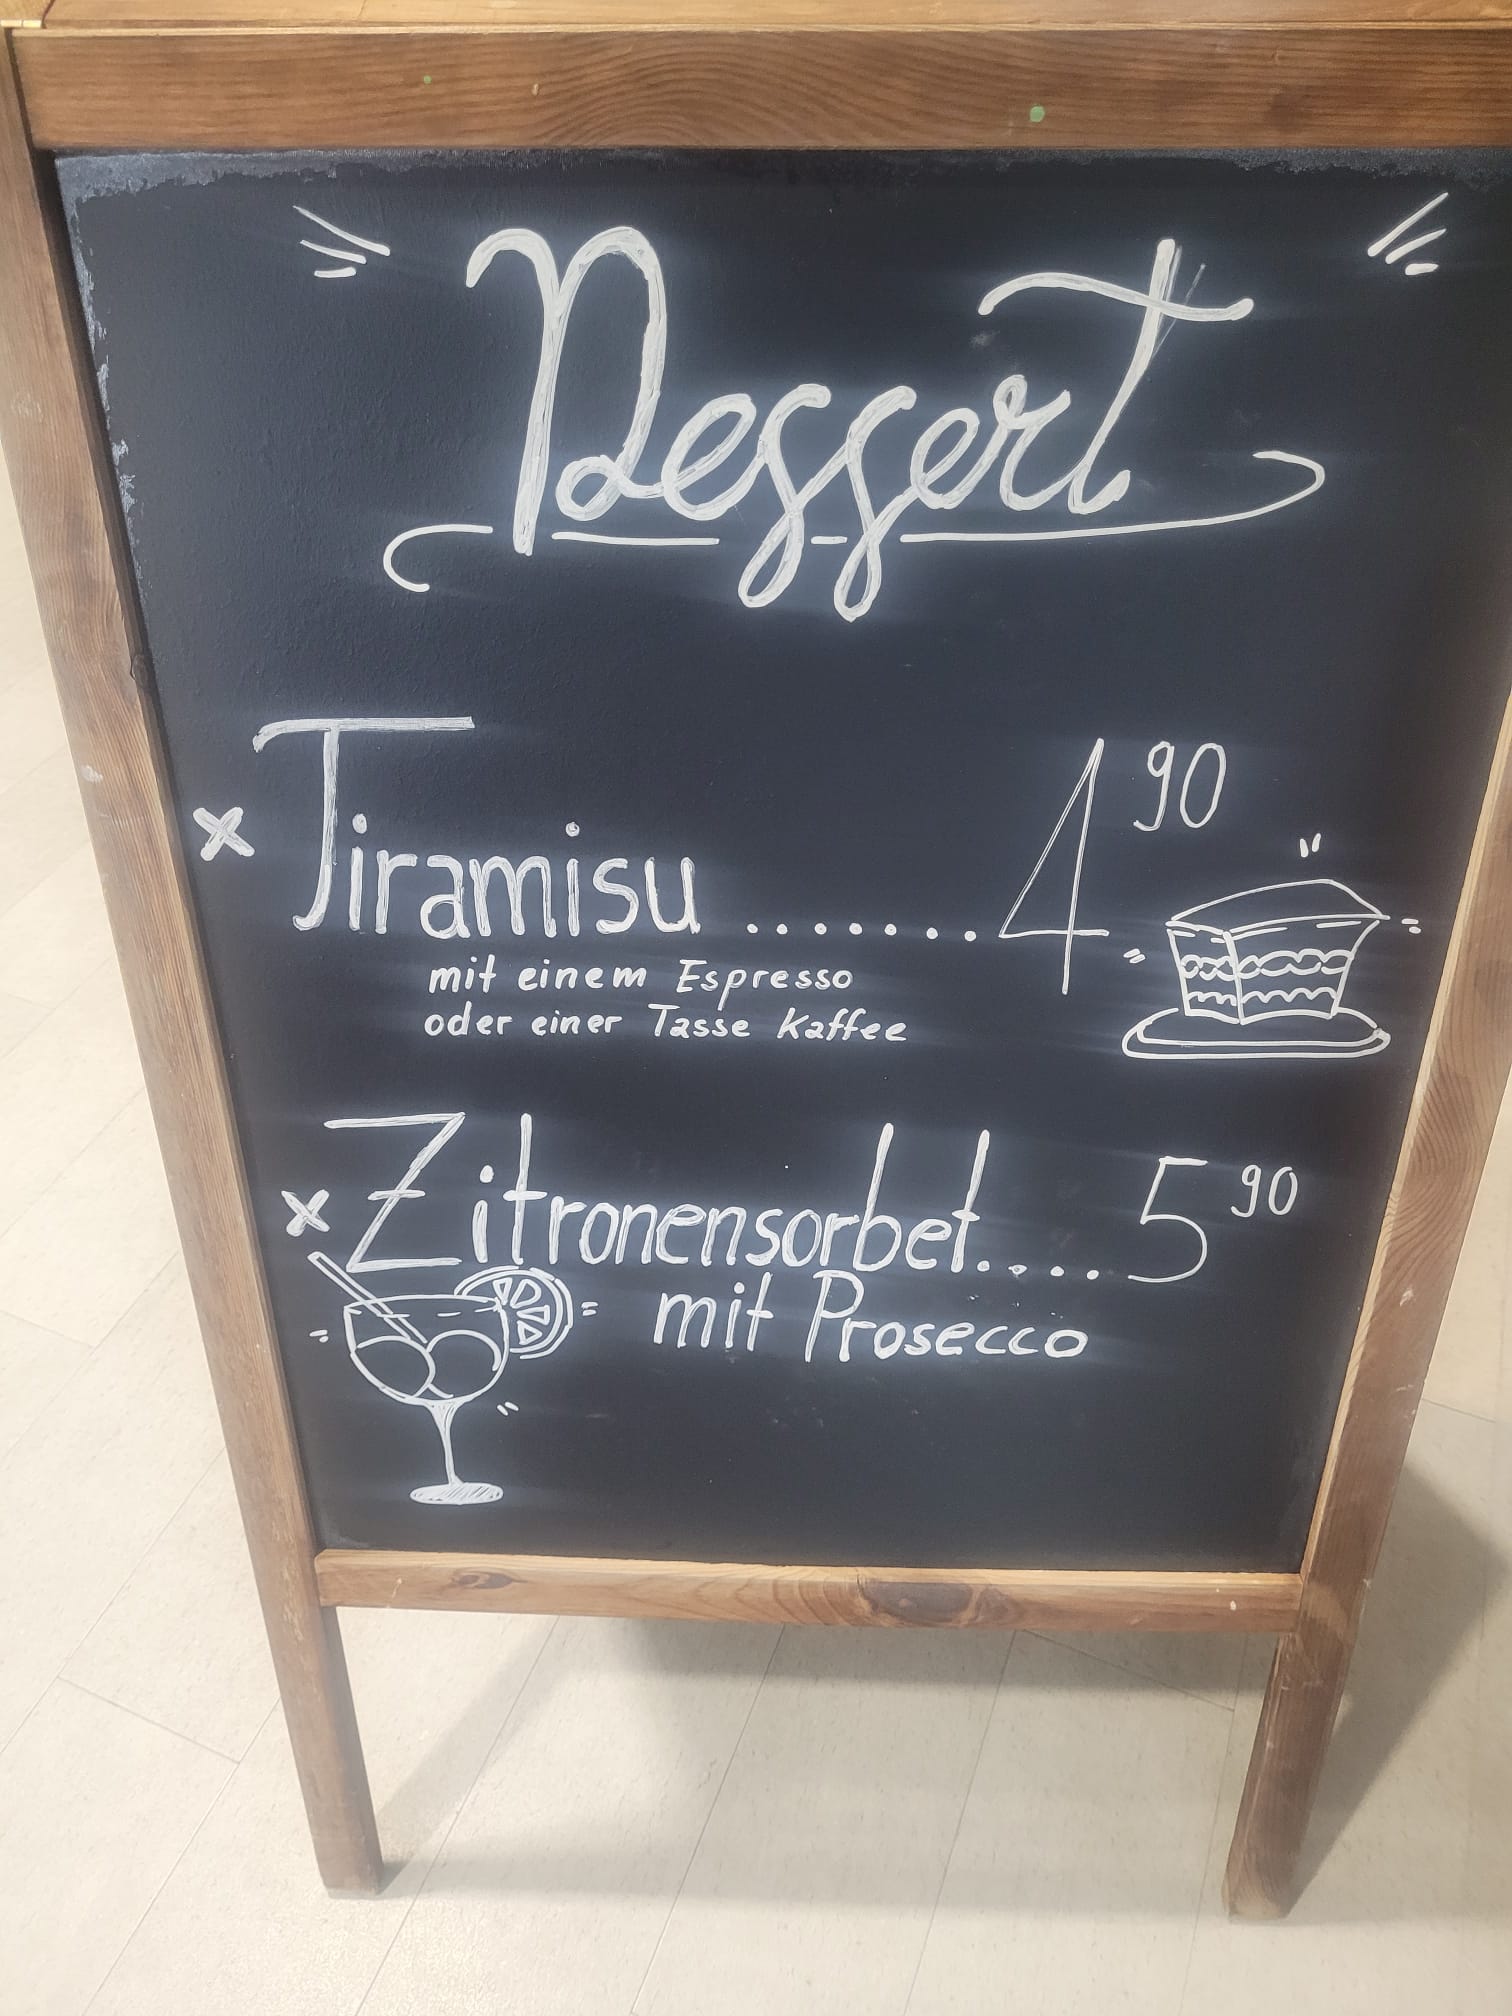 Dessert
x Tiramisu ........ 4 90
mit einem Espresso
oder einer Tasse Kaffee
x Zitronensorbet..... 5 90
mit Prosecco